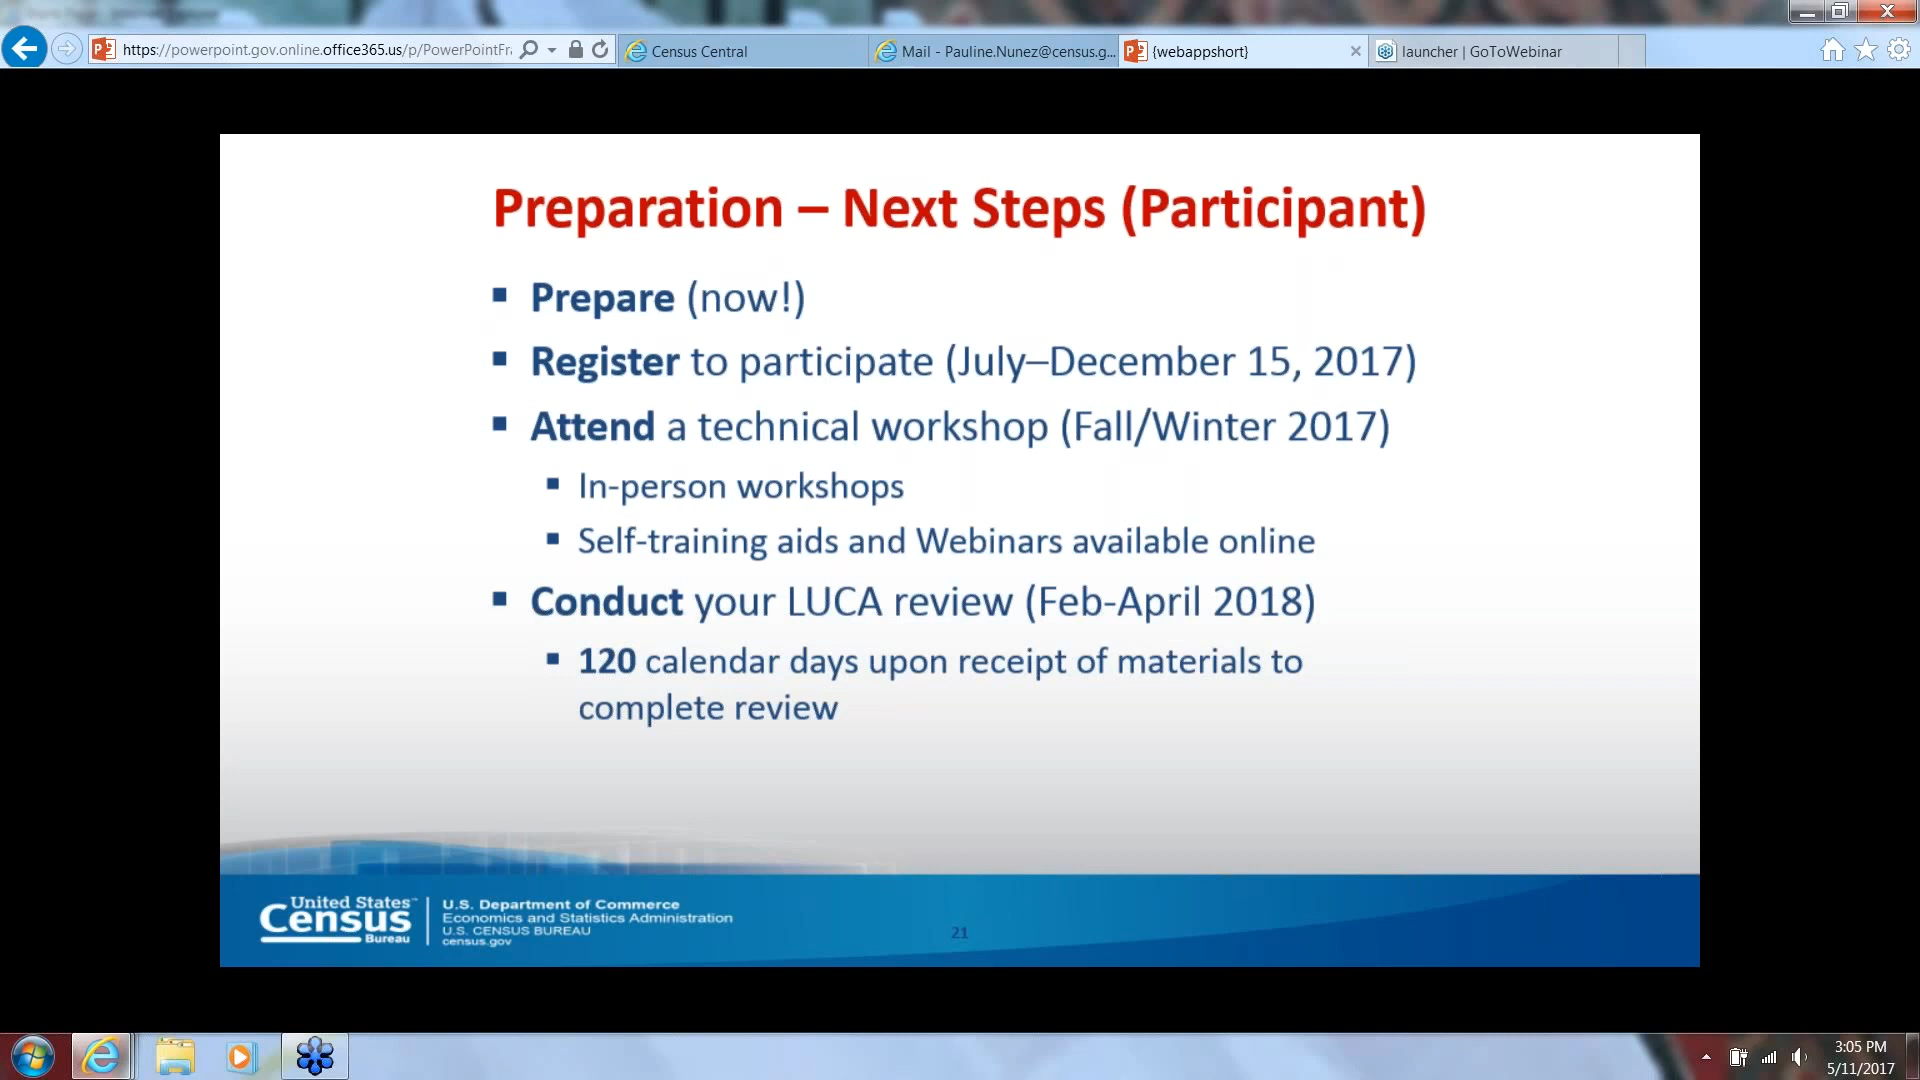 https://powerpoint.gov.online.office365.us/p/PowerPointFr
Census Central
Mail - Pauline.Nunez@census.g...
{webappshort}
launcher | GoToWebinar
Preparation – Next Steps (Participant)
Prepare (now!)
Register to participate (July–December 15, 2017)
Attend a technical workshop (Fall/Winter 2017)
In-person workshops
Self-training aids and Webinars available online
Conduct your LUCA review (Feb-April 2018)
120 calendar days upon receipt of materials to
complete review
United States™
Census
Bureau
U.S. Department of Commerce
Economics and Statistics Administration
U.S. CENSUS BUREAU
census.gov
21
3:05 PM
5/11/2017